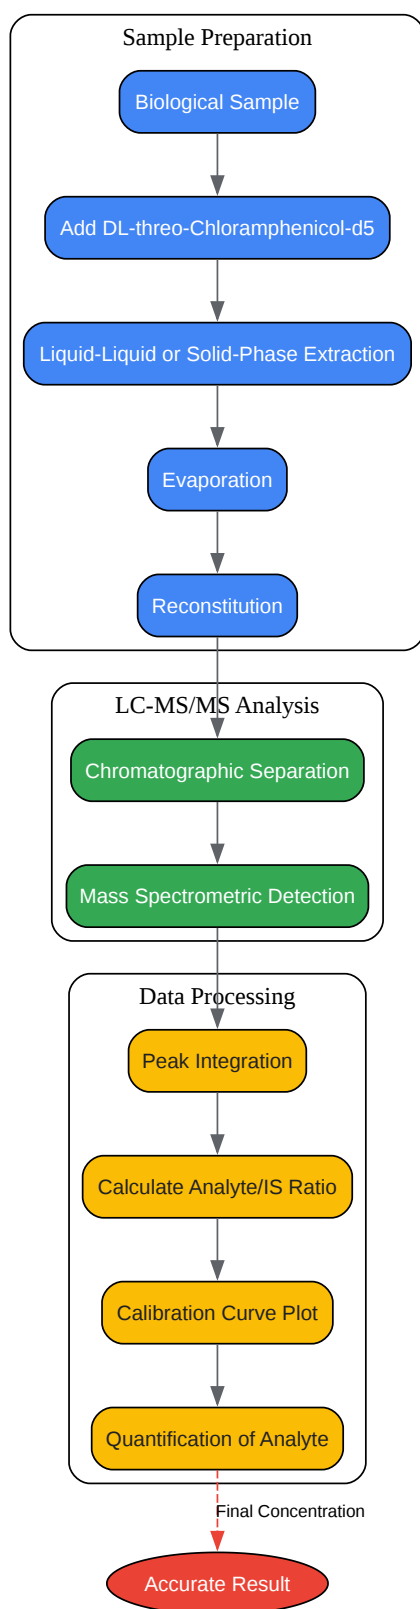 Sample Preparation
Biological Sample
Add DL-threo-Chloramphenicol-d5
Liquid-Liquid or Solid-Phase Extraction
Evaporation
Reconstitution
LC-MS/MS Analysis
Chromatographic Separation
Mass Spectrometric Detection
Data Processing
Peak Integration
Calculate Analyte/IS Ratio
Calibration Curve Plot
Quantification of Analyte
Final Concentration
Accurate Result